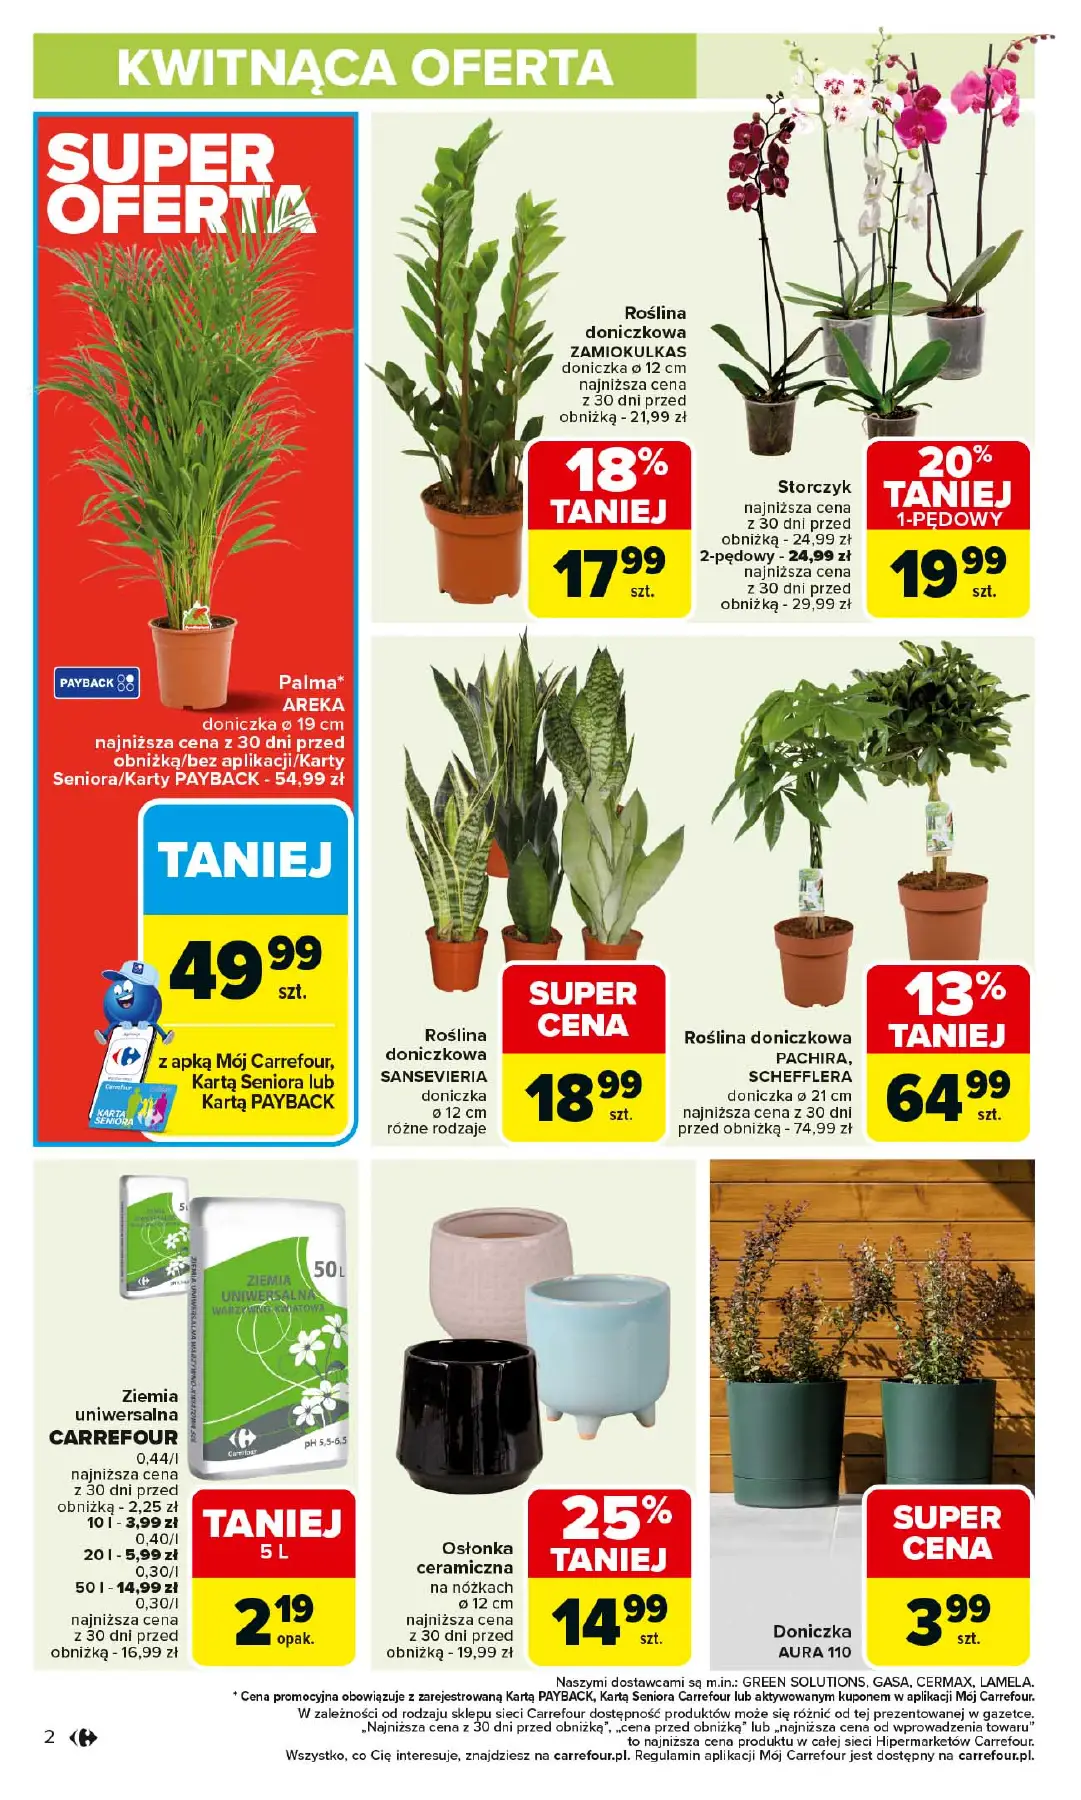 KWITNĄCA OFERTA
SUPER
OFERTA
PAYBACK
Palma*
AREKA
doniczka ø 19 cm
najniższa cena z 30 dni przed
obniżką/bez aplikacji/Karty
Seniora/Karty PAYBACK - 54,99 zł
TANIEJ
49 99
szt.
z apką Mój Carrefour,
Kartą Seniora lub
Kartą PAYBACK
Carrefour
KARTA
SENIORA
Roślina
doniczkowa
ZAMIOKULKAS
doniczka ø 12 cm
najniższa cena
z 30 dni przed
obniżką - 21,99 zł
18%
TANIEJ
17 99
szt.
Storczyk
najniższa cena
z 30 dni przed
obniżką - 24,99 zł
2-pędowy - 24,99 zł
najniższa cena
z 30 dni przed
obniżką - 29,99 zł
20%
TANIEJ
1-PĘDOWY
19 99
szt.
Roślina
doniczkowa
SANSEVIERIA
doniczka
ø 12 cm
różne rodzaje
SUPER
CENA
18 99
szt.
Roślina doniczkowa
PACHIRA,
SCHEFFLERA
doniczka ø 21 cm
najniższa cena z 30 dni
przed obniżką - 74,99 zł
13%
TANIEJ
64 99
szt.
5L
50L
ZIEMIA
UNIWERSALNA
WARZYWNO-KWIATOWA
Carrefour
pH 5,5-6,5
Ziemia
uniwersalna
CARREFOUR
0,44/l
najniższa cena
z 30 dni przed
obniżką - 2,25 zł
10 l - 3,99 zł
0,40/l
20 l - 5,99 zł
0,30/l
50 l - 14,99 zł
0,30/l
najniższa cena
z 30 dni przed
obniżką - 16,99 zł
TANIEJ
5 L
2 19
opak.
Osłonka
ceramiczna
na nóżkach
ø 12 cm
najniższa cena
z 30 dni przed
obniżką - 19,99 zł
25%
TANIEJ
14 99
szt.
Doniczka
AURA 110
SUPER
CENA
3 99
szt.
Naszymi dostawcami są m.in.: GREEN SOLUTIONS, GASA, CERMAX, LAMELA.
* Cena promocyjna obowiązuje z zarejestrowaną Kartą PAYBACK, Kartą Seniora Carrefour lub aktywowanym kuponem w aplikacji Mój Carrefour.
W zależności od rodzaju sklepu sieci Carrefour dostępność produktów może się różnić od tej prezentowanej w gazetce.
„Najniższa cena z 30 dni przed obniżką”, „cena przed obniżką” lub „najniższa cena od wprowadzenia towaru”
to najniższa cena produktu w całej sieci Hipermarketów Carrefour.
Wszystko, co Cię interesuje, znajdziesz na carrefour.pl. Regulamin aplikacji Mój Carrefour jest dostępny na carrefour.pl.
2